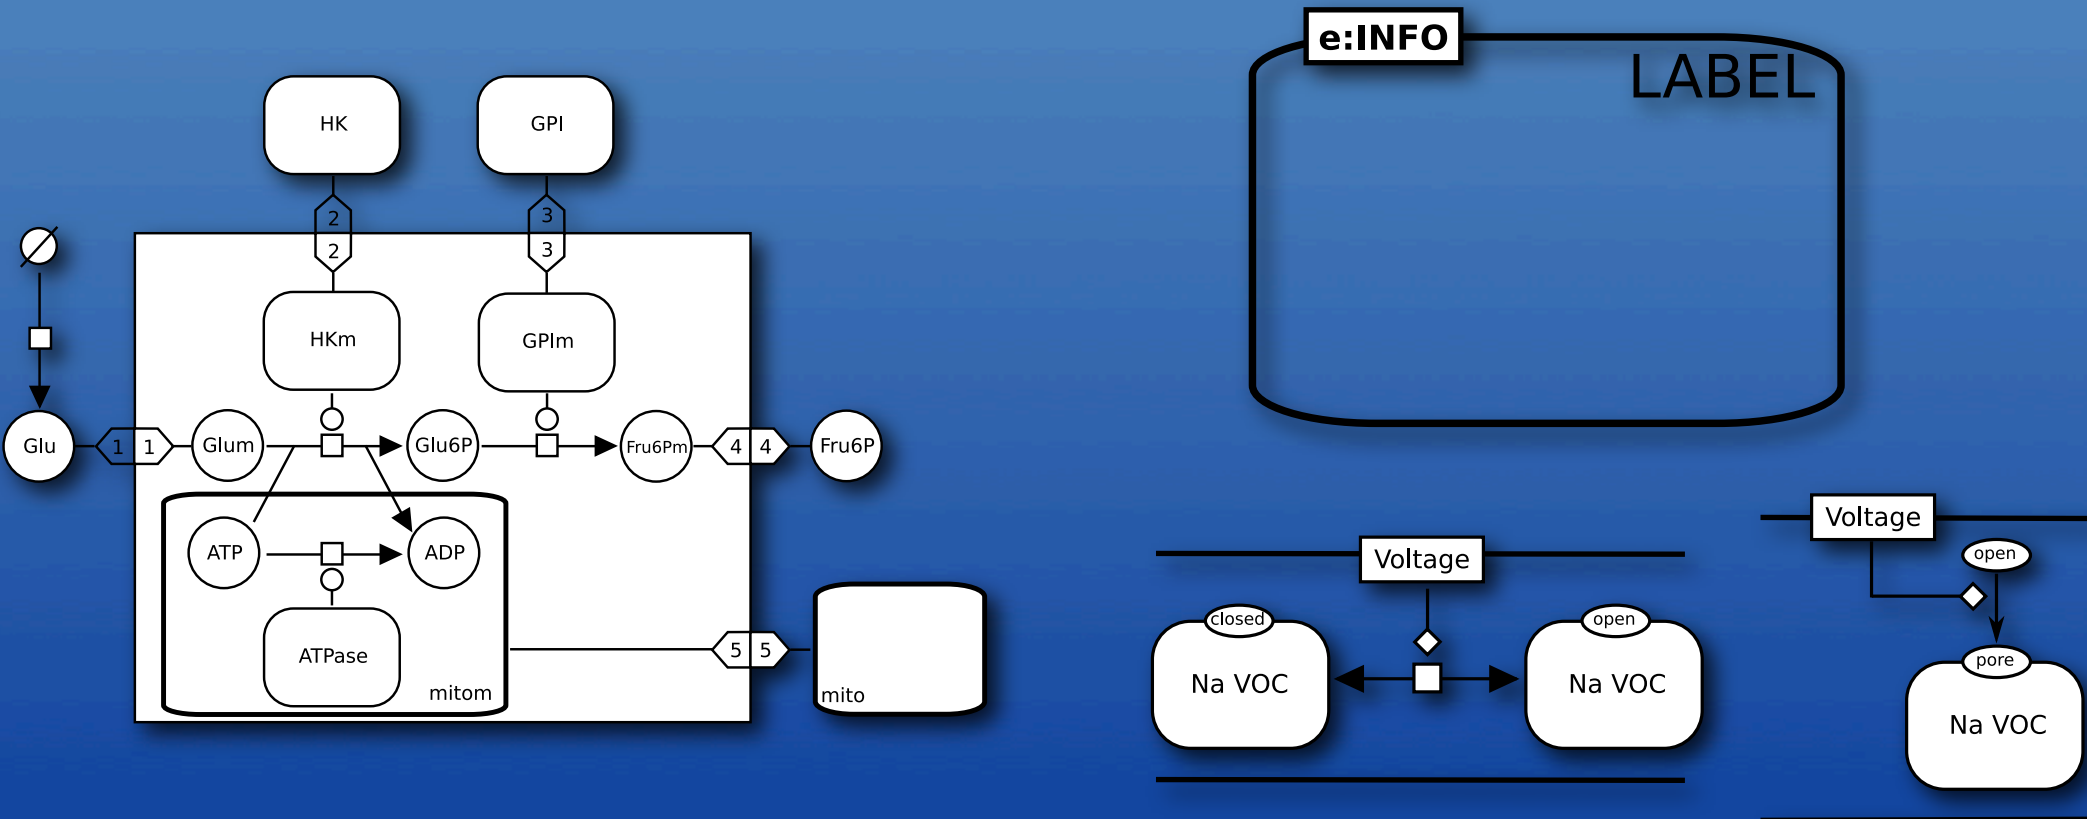 e:INFO
LABEL
HK
GPI
2
3
2
3
HKm
GPIm
Glu
1
1
Glum
Glu6P
Fru6Pm
4
4
Fru6P
ATP
ADP
ATPase
mitom
5
5
mito
Voltage
closed
open
Na VOC
Na VOC
Voltage
open
pore
Na VOC